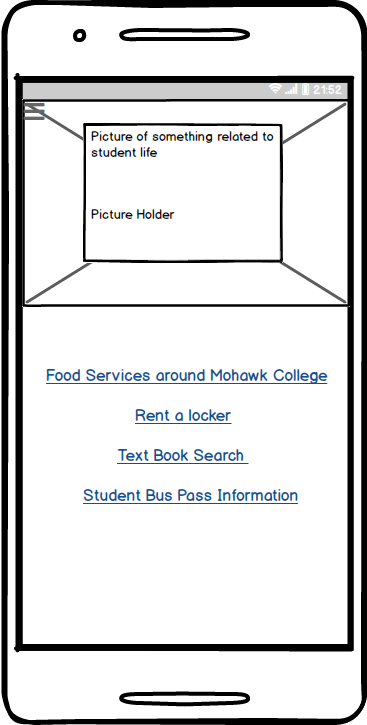 21:52
Picture of something related to
student life
Picture Holder
Food Services around Mohawk College
Rent a locker
Text Book Search
Student Bus Pass Information